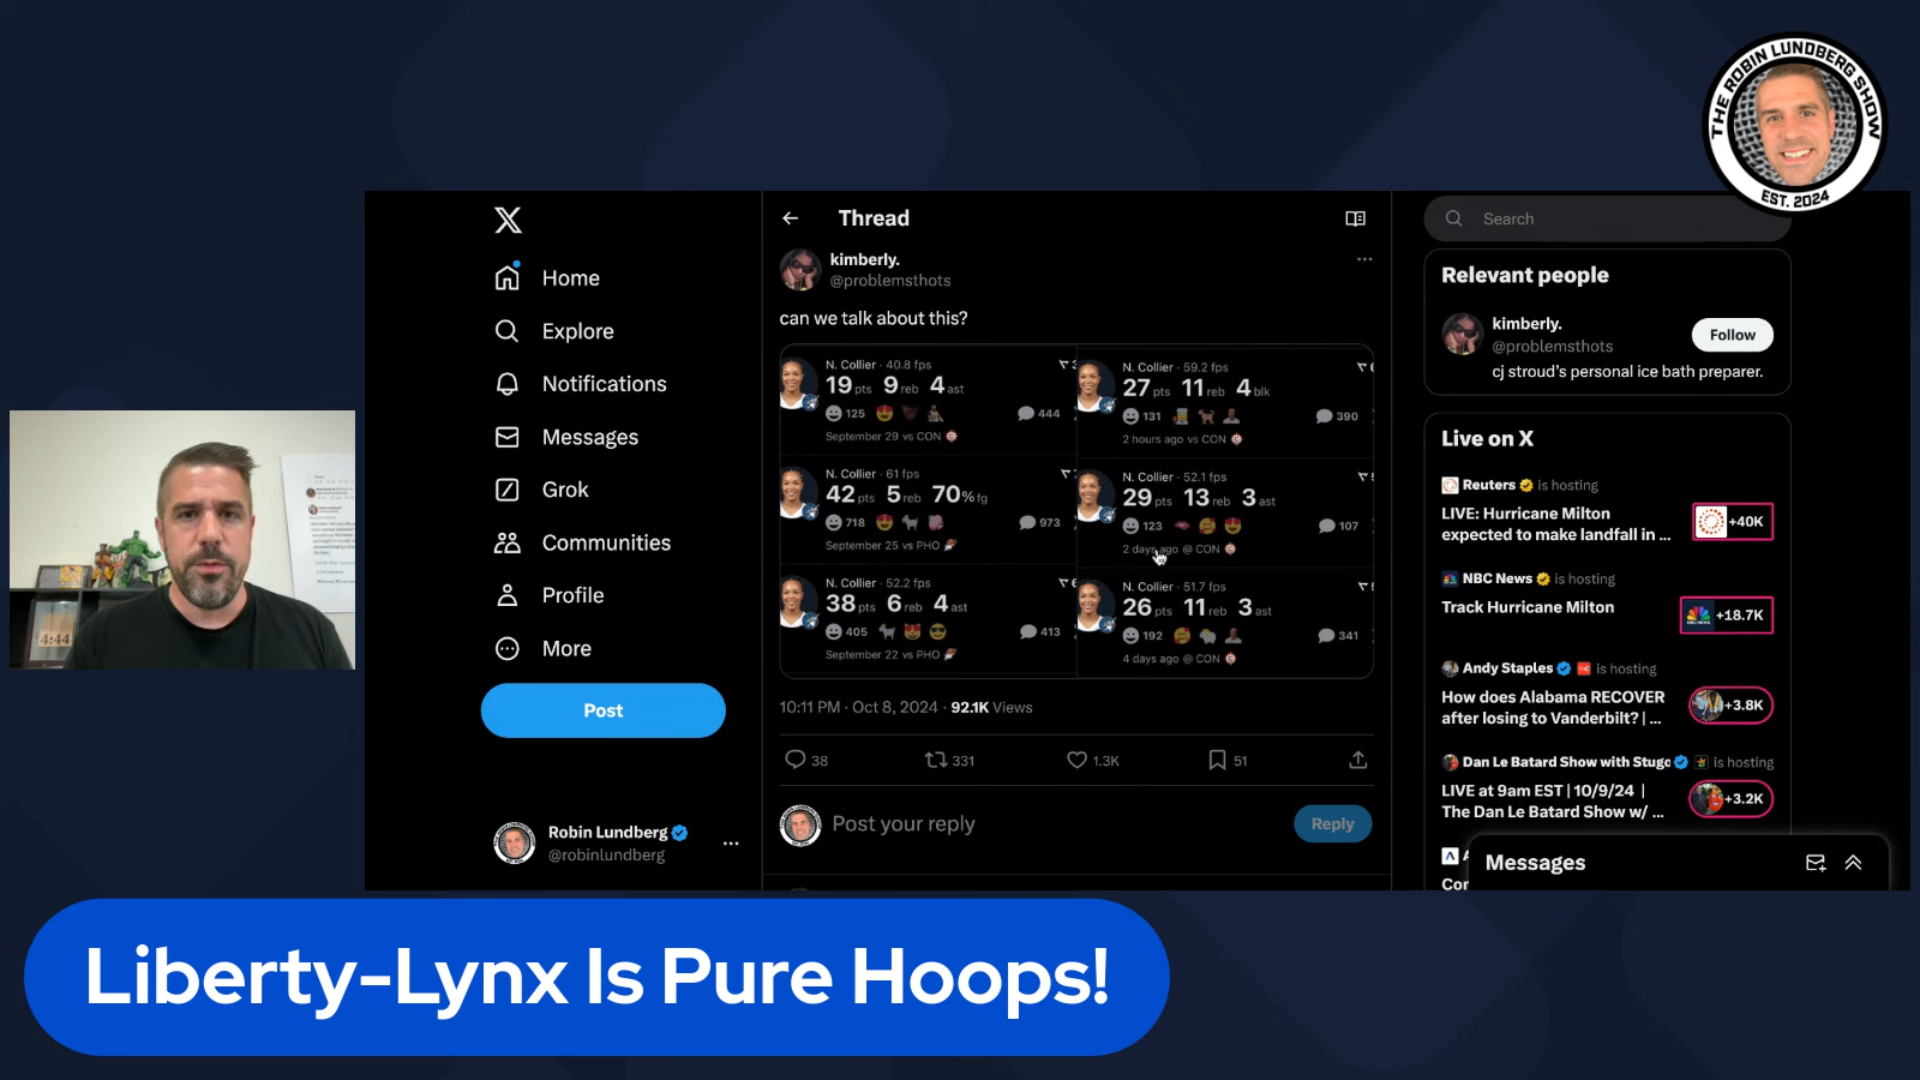 THE ROBIN LUNDBERG SHOW
EST. 2024
X
Home
Explore
Notifications
Messages
Grok
Communities
Profile
More
Post
Robin Lundberg
@robinlundberg
Thread
kimberly.
@problemsthots
can we talk about this?
N. Collier · 40.8 fps
19 pts 9 reb 4 ast
125
444
September 29 vs CON
N. Collier · 61 fps
42 pts 5 reb 70% fg
718
973
September 25 vs PHO
N. Collier · 52.2 fps
38 pts 6 reb 4 ast
405
413
September 22 vs PHO
N. Collier · 59.2 fps
27 pts 11 reb 4 blk
131
390
2 hours ago vs CON
N. Collier · 52.1 fps
29 pts 13 reb 3 ast
123
107
2 days ago @ CON
N. Collier · 51.7 fps
26 pts 11 reb 3 ast
192
341
4 days ago @ CON
10:11 PM · Oct 8, 2024 · 92.1K Views
38
331
1.3K
51
Post your reply
Reply
Search
Relevant people
kimberly.
@problemsthots
Follow
cj stroud's personal ice bath preparer.
Live on X
Reuters is hosting
LIVE: Hurricane Milton
expected to make landfall in ...
+40K
NBC News is hosting
Track Hurricane Milton
+18.7K
Andy Staples is hosting
How does Alabama RECOVER
after losing to Vanderbilt? | ...
+3.8K
Dan Le Batard Show with Stugo is hosting
LIVE at 9am EST | 10/9/24 |
The Dan Le Batard Show w/ ...
+3.2K
Messages
4:44
Liberty-Lynx Is Pure Hoops!